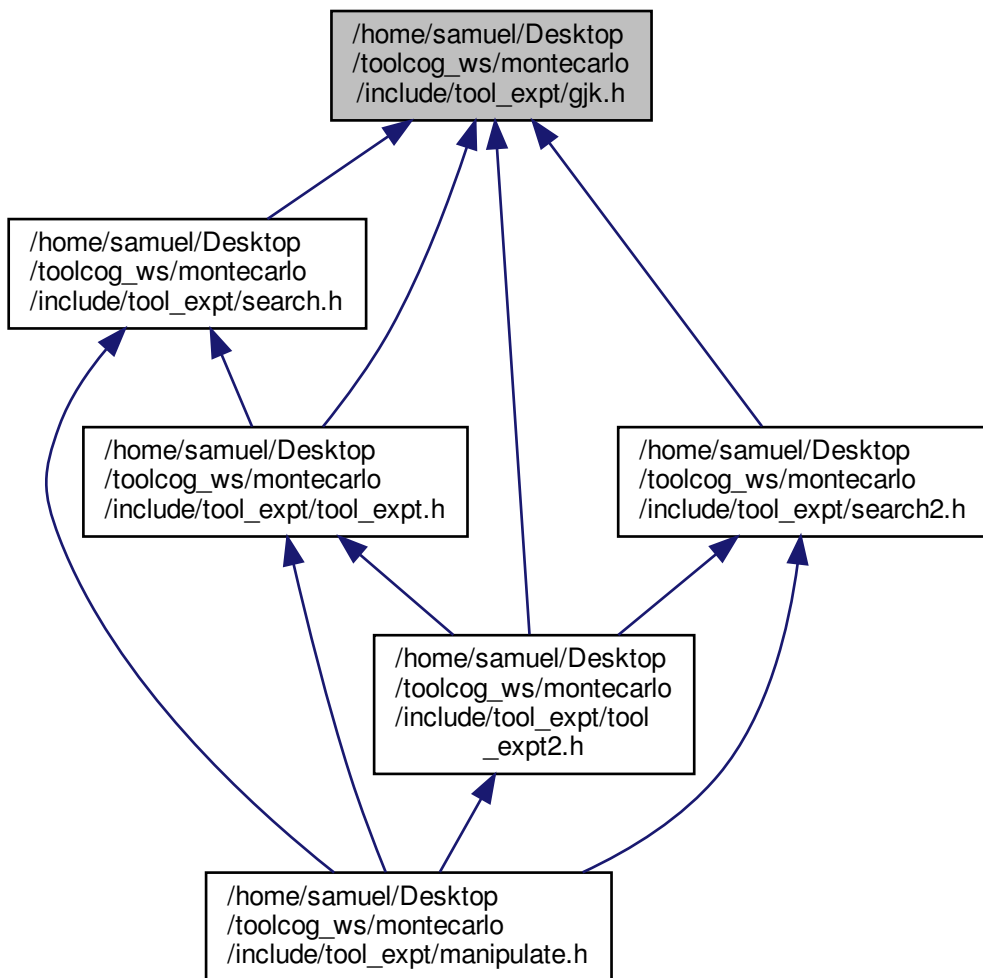 /home/samuel/Desktop
/toolcog_ws/montecarlo
/include/tool_expt/gjk.h
/home/samuel/Desktop
/toolcog_ws/montecarlo
/include/tool_expt/search.h
/home/samuel/Desktop
/toolcog_ws/montecarlo
/include/tool_expt/tool_expt.h
/home/samuel/Desktop
/toolcog_ws/montecarlo
/include/tool_expt/search2.h
/home/samuel/Desktop
/toolcog_ws/montecarlo
/include/tool_expt/tool
_expt2.h
/home/samuel/Desktop
/toolcog_ws/montecarlo
/include/tool_expt/manipulate.h